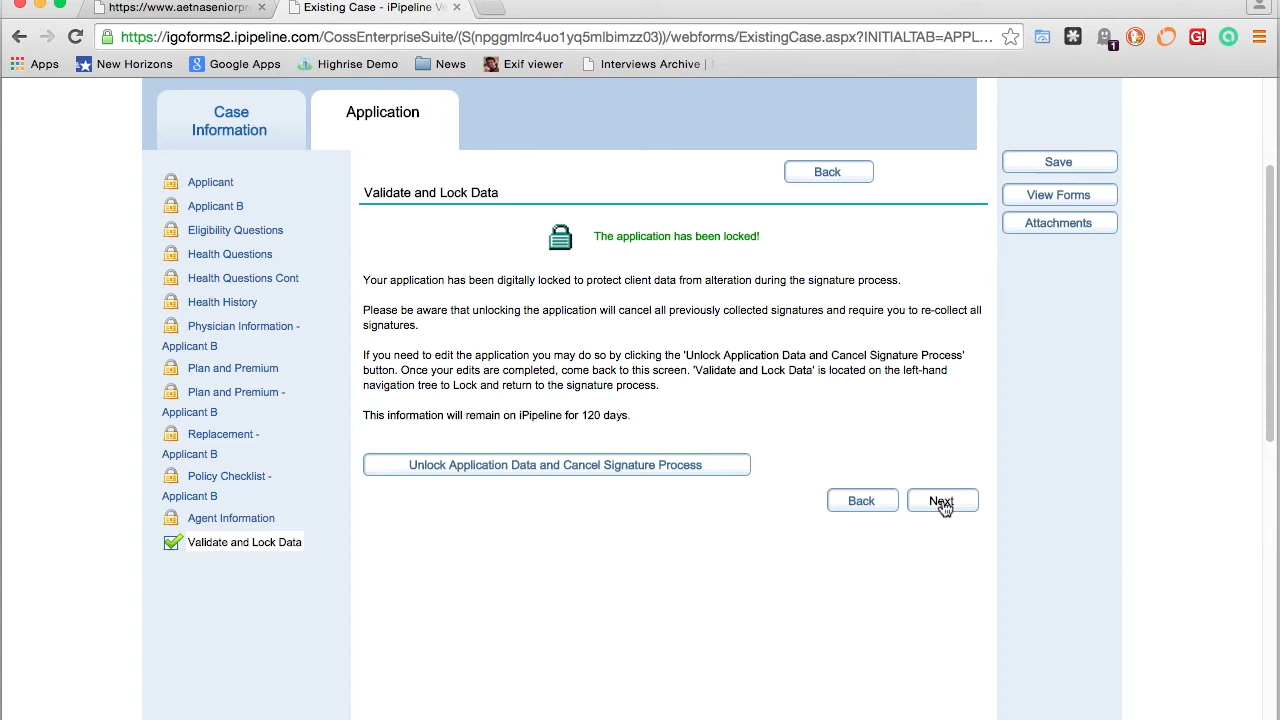 https://www.aetnaseniorpr
Existing Case - iPipeline Ve
https://igoforms2.ipipeline.com/CossEnterpriseSuite/(S(npggmlrc4uo1yq5mlbimzz03))/webforms/ExistingCase.aspx?INITIALTAB=APPL...
Apps
New Horizons
Google Apps
Highrise Demo
News
Exif viewer
Interviews Archive |
G!
1
Case
Information
Application
Applicant
Applicant B
Eligibility Questions
Health Questions
Health Questions Cont
Health History
Physician Information -
Applicant B
Plan and Premium
Plan and Premium -
Applicant B
Replacement -
Applicant B
Policy Checklist -
Applicant B
Agent Information
Validate and Lock Data
Back
Validate and Lock Data
The application has been locked!
Your application has been digitally locked to protect client data from alteration during the signature process.
Please be aware that unlocking the application will cancel all previously collected signatures and require you to re-collect all
signatures.
If you need to edit the application you may do so by clicking the 'Unlock Application Data and Cancel Signature Process'
button. Once your edits are completed, come back to this screen. 'Validate and Lock Data' is located on the left-hand
navigation tree to Lock and return to the signature process.
This information will remain on iPipeline for 120 days.
Unlock Application Data and Cancel Signature Process
Back
Next
Save
View Forms
Attachments